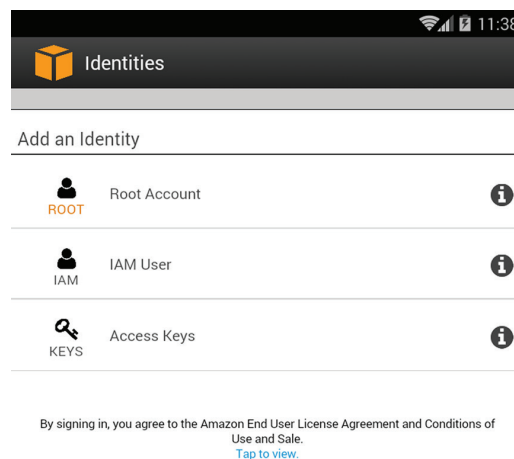 11:38
Identities
Add an Identity
ROOT
Root Account
IAM
IAM User
KEYS
Access Keys
By signing in, you agree to the Amazon End User License Agreement and Conditions of
Use and Sale.
Tap to view.